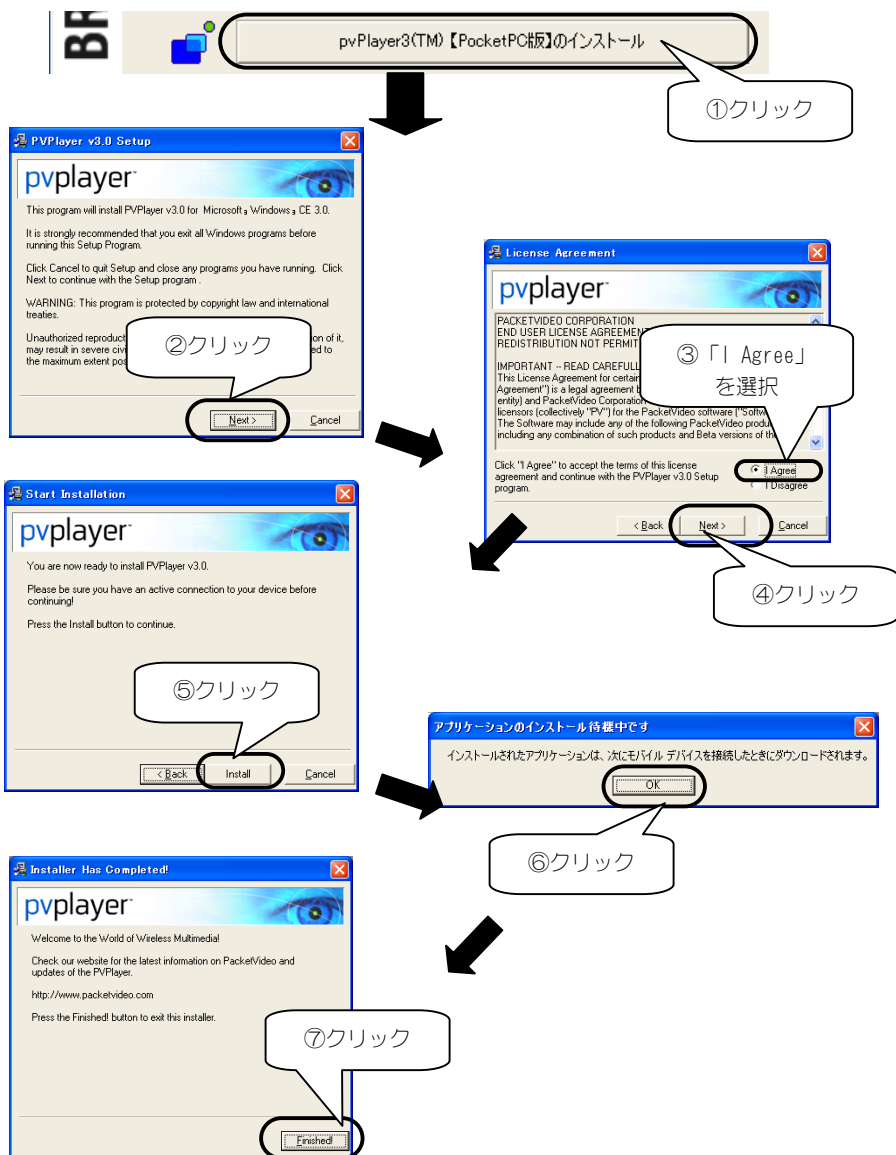 BR
pvPlayer3(TM)【PocketPC版】のインストール
①クリック
PVPlayer v3.0 Setup
pvplayer™
This program will install PVPlayer v3.0 for Microsoft® Windows® CE 3.0.
It is strongly recommended that you exit all Windows programs before
running this Setup Program.
Click Cancel to quit Setup and close any programs you have running. Click
Next to continue with the Setup program .
WARNING: This program is protected by copyright law and international
treaties.
Unauthorized reproduct on of it,
may result in severe civi ed to
the maximum extent pos
②クリック
Next > Cancel
License Agreement
pvplayer™
PACKETVIDEO CORPORATION
END USER LICENSE AGREEMENT
REDISTRIBUTION NOT PERMIT
IMPORTANT -- READ CAREFULL
This License Agreement for certain
Agreement") is a legal agreement b
entity) and PacketVideo Corporation
licensors (collectively "PV") for the PacketVideo software ("Softw
The Software may include any of the following PacketVideo produ
including any combination of such products and Beta versions of th
③「I Agree」
を選択
Click "I Agree" to accept the terms of this license
agreement and continue with the PVPlayer v3.0 Setup
program.
I Agree
I Disagree
< Back Next > Cancel
④クリック
Start Installation
pvplayer™
You are now ready to install PVPlayer v3.0.
Please be sure you have an active connection to your device before
continuing!
Press the Install button to continue.
⑤クリック
< Back Install Cancel
アプリケーションのインストール待機中です
インストールされたアプリケーションは、次にモバイル デバイスを接続したときにダウンロードされます。
OK
⑥クリック
Installer Has Completed!
pvplayer™
Welcome to the World of Wireless Multimedia!
Check our website for the latest information on PacketVideo and
updates of the PVPlayer.
http://www.packetvideo.com
Press the Finished! button to exit this installer.
⑦クリック
Finished!